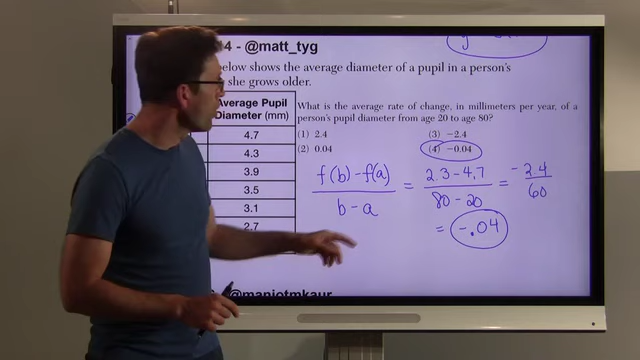 4 - @matt_tyg
below shows the average diameter of a pupil in a person's
she grows older.
Average Pupil
Diameter (mm)
4.7
4.3
3.9
3.5
3.1
2.7
What is the average rate of change, in millimeters per year, of a
person's pupil diameter from age 20 to age 80?
(1) 2.4 (3) −2.4
(2) 0.04 (4) −0.04
f(b) - f(a) / b - a = 2.3 - 4.7 / 80 - 20 = -2.4 / 60
= -.04
@maniotmkaur